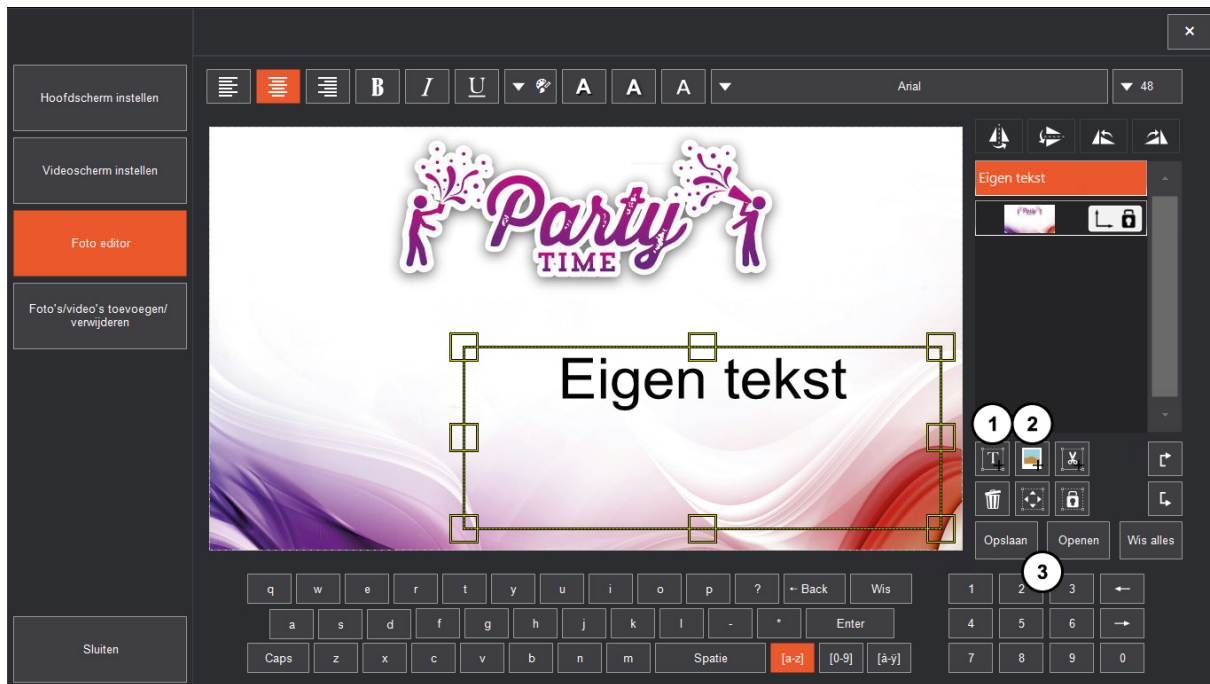 ×
Hoofdscherm instellen
Videoscherm instellen
Foto editor
Foto's/video's toevoegen/
verwijderen
Sluiten
B I U A A A Arial 48
Party
TIME
Eigen tekst
Eigen tekst
Party
1 2
T
Opslaan Openen Wis alles
3
q w e r t y u i o p ? ←Back Wis
a s d f g h j k l - * Enter
Caps z x c v b n m Spatie [a-z] [0-9] [á-ÿ]
1 2 3 ←
4 5 6 →
7 8 9 0